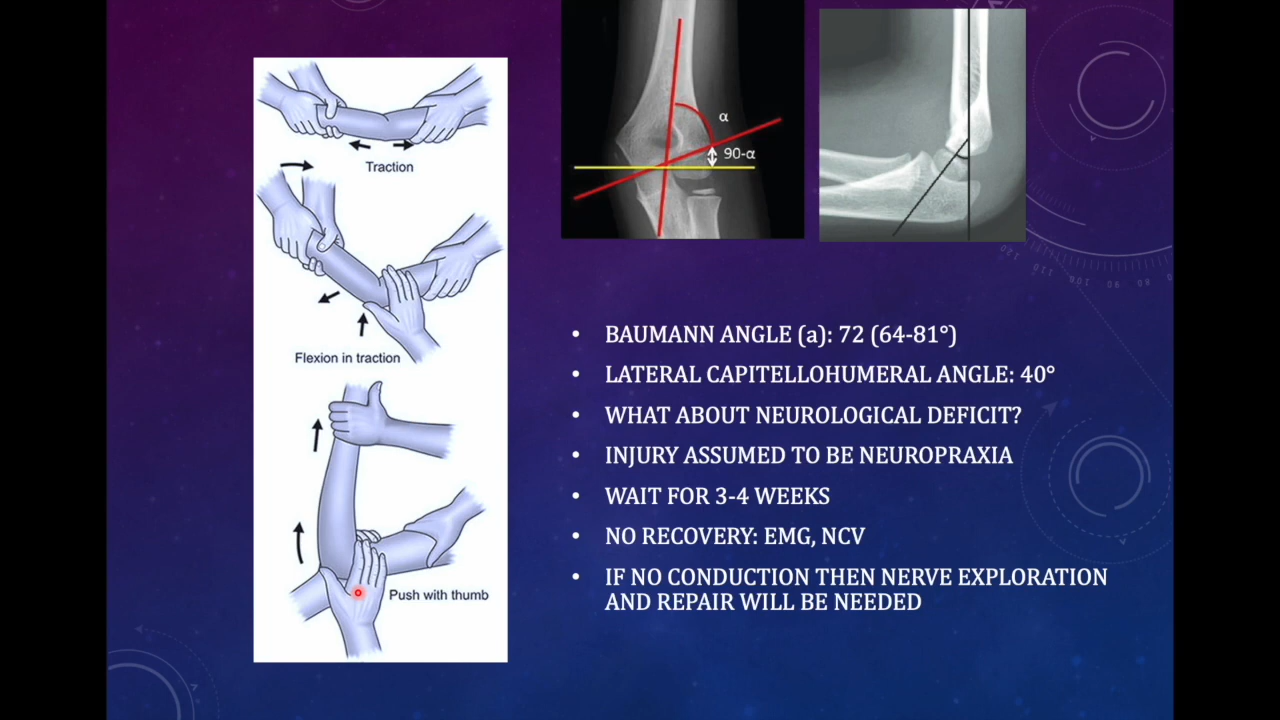 Traction
Flexion in traction
Push with thumb
α
90-α
• BAUMANN ANGLE (a): 72 (64-81°)
• LATERAL CAPITELLOHUMERAL ANGLE: 40°
• WHAT ABOUT NEUROLOGICAL DEFICIT?
• INJURY ASSUMED TO BE NEUROPRAXIA
• WAIT FOR 3-4 WEEKS
• NO RECOVERY: EMG, NCV
• IF NO CONDUCTION THEN NERVE EXPLORATION
AND REPAIR WILL BE NEEDED